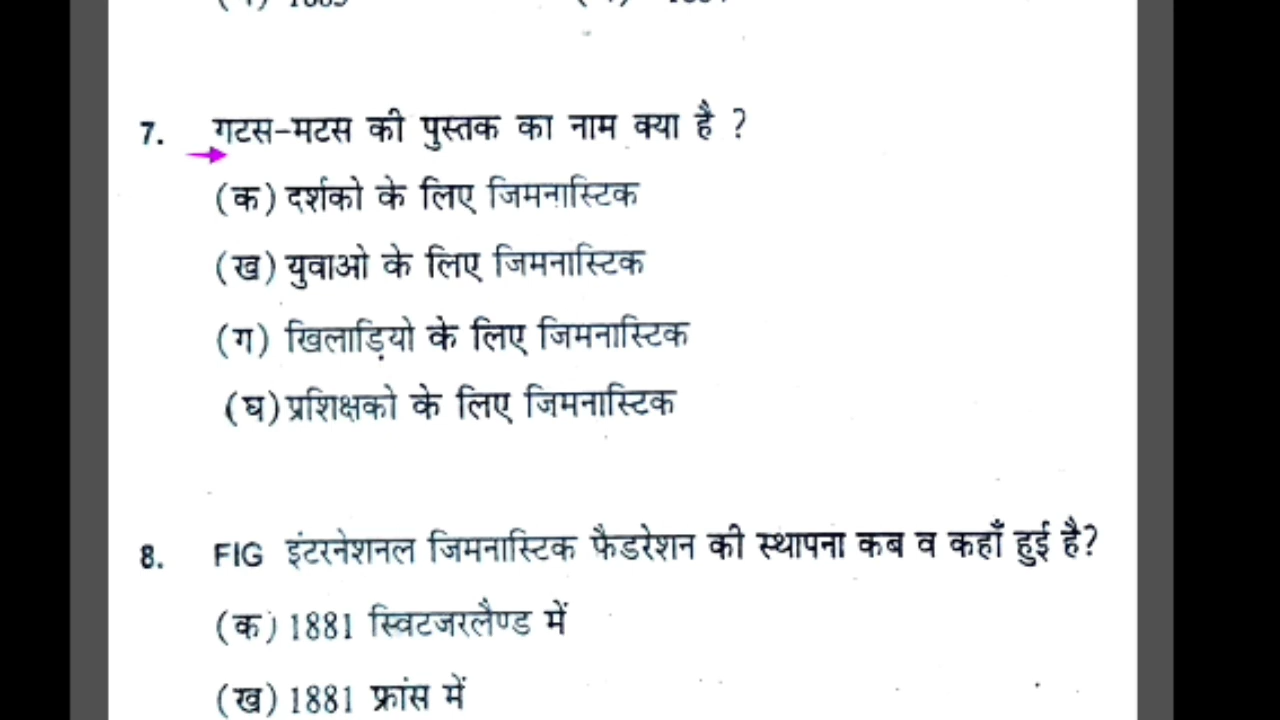 7. गटस-मटस की पुस्तक का नाम क्या है ?
(क) दर्शको के लिए जिमनास्टिक
(ख) युवाओ के लिए जिमनास्टिक
(ग) खिलाड़ियो के लिए जिमनास्टिक
(घ) प्रशिक्षको के लिए जिमनास्टिक
8. FIG इंटरनेशनल जिमनास्टिक फैडरेशन की स्थापना कब व कहाँ हुई है?
(क) 1881 स्विटजरलैण्ड में
(ख) 1881 फ्रांस में